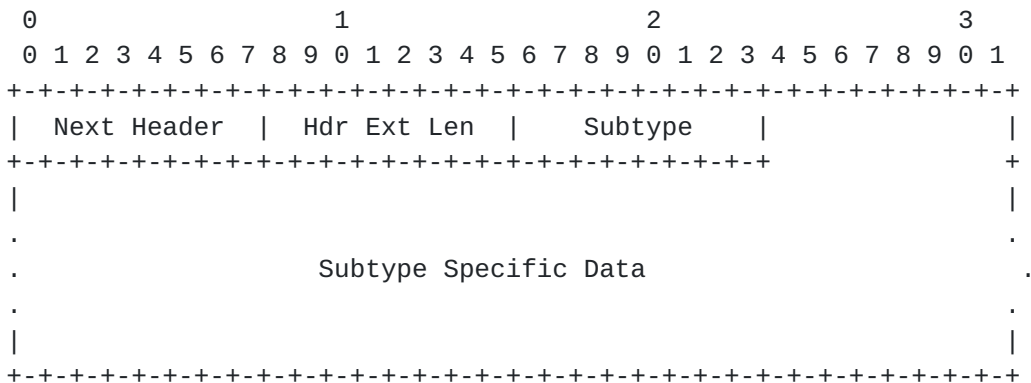 0                   1                   2                   3
 0 1 2 3 4 5 6 7 8 9 0 1 2 3 4 5 6 7 8 9 0 1 2 3 4 5 6 7 8 9 0 1
+-+-+-+-+-+-+-+-+-+-+-+-+-+-+-+-+-+-+-+-+-+-+-+-+-+-+-+-+-+-+-+-+
|  Next Header  |  Hdr Ext Len  |    Subtype    |               |
+-+-+-+-+-+-+-+-+-+-+-+-+-+-+-+-+-+-+-+-+-+-+-+-+               +
|                                                               |
.                                                               .
.                   Subtype Specific Data                        .
.                                                               .
|                                                               |
+-+-+-+-+-+-+-+-+-+-+-+-+-+-+-+-+-+-+-+-+-+-+-+-+-+-+-+-+-+-+-+-+